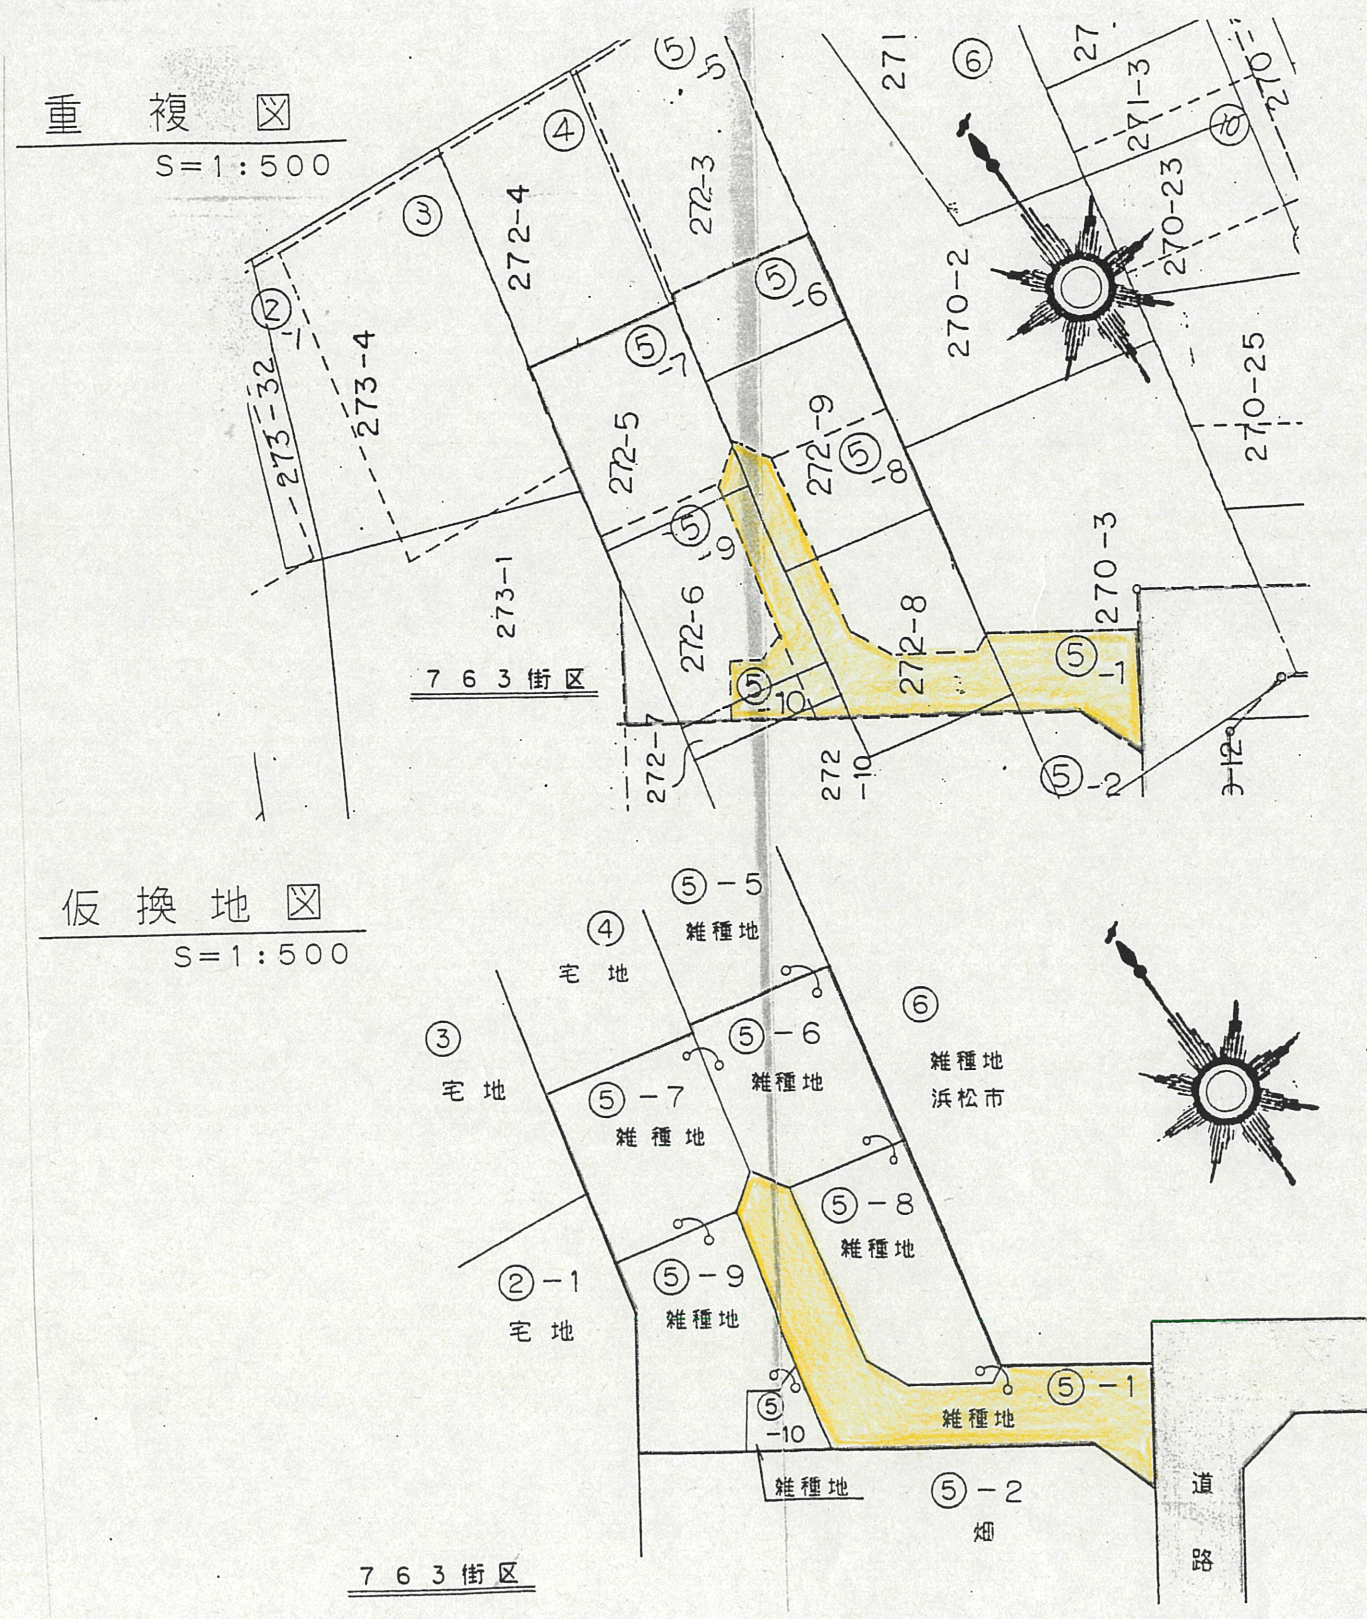 重複図
S=1:500
⑤-5
271
⑥
27
271-3
270
⑩
④
272-3
270-23
③
272-4
270-2
②-1
⑤-6
273-4
273-32
⑤-7
270-25
272-5
272-9
⑤-8
⑤-9
270-3
273-1
272-6
272-8
763街区
⑤-1
⑤-10
272-7
272-10
⑤-2
仮換地図
S=1:500
⑤-5
雑種地
④
宅地
③
宅地
⑤-6
雑種地
⑥
雑種地
浜松市
⑤-7
雑種地
⑤-8
雑種地
②-1
宅地
⑤-9
雑種地
⑤-1
雑種地
⑤-10
雑種地
⑤-2
畑
道路
763街区